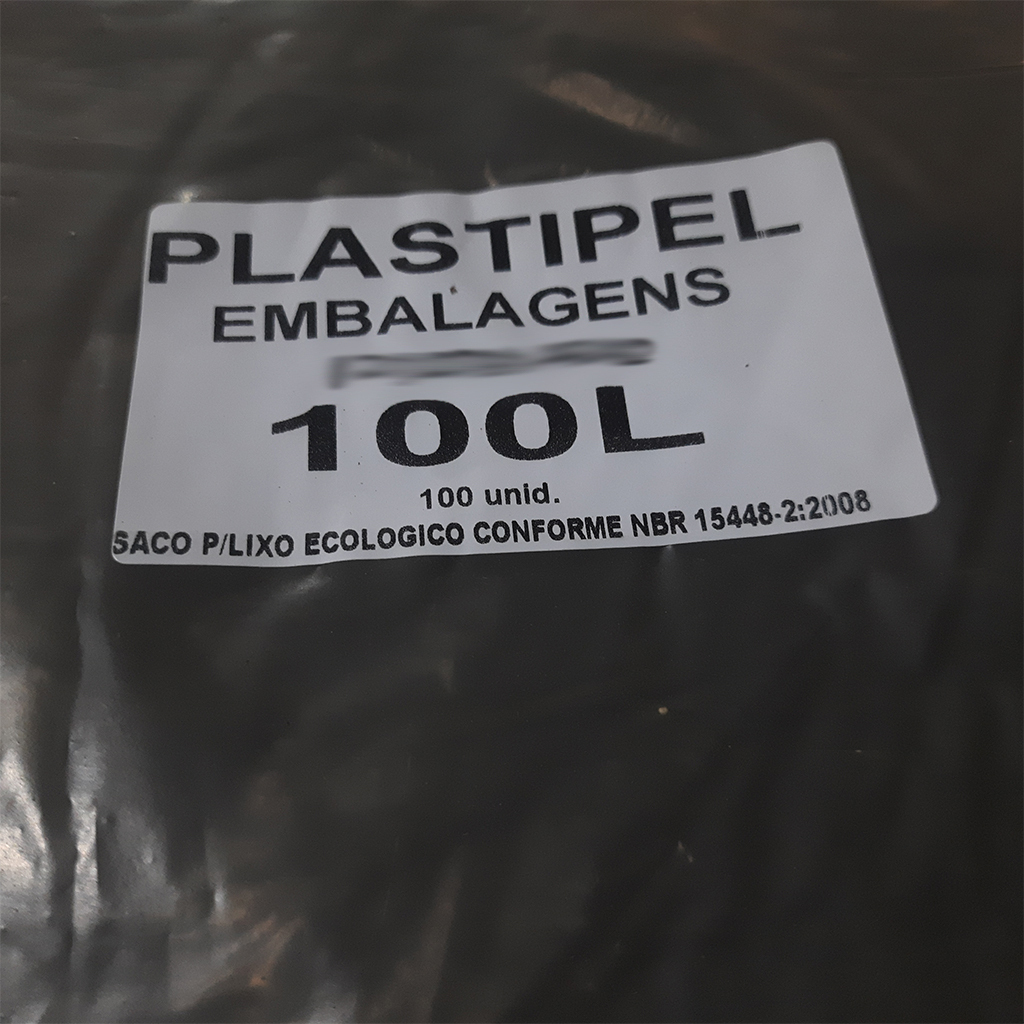 PLASTIPEL
EMBALAGENS
100L
100 unid.
SACO P/LIXO ECOLOGICO CONFORME NBR 15448-2:2008